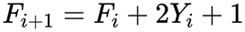 F_{i+1} = F_i + 2Y_i + 1